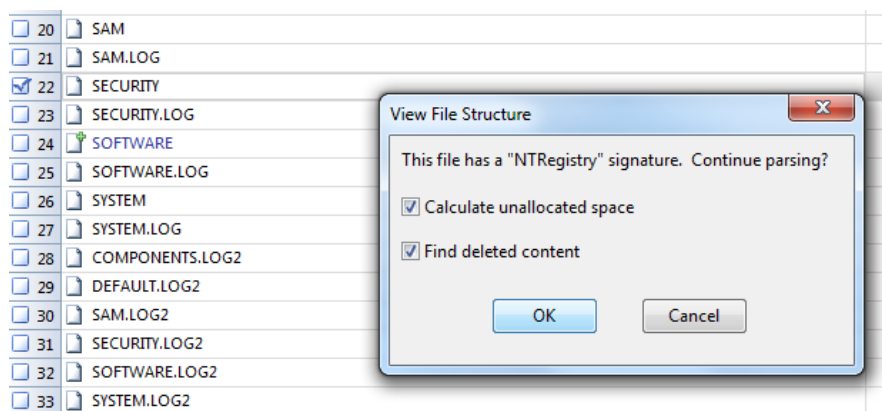 20 SAM
21 SAM.LOG
22 SECURITY
23 SECURITY.LOG
24 SOFTWARE
25 SOFTWARE.LOG
26 SYSTEM
27 SYSTEM.LOG
28 COMPONENTS.LOG2
29 DEFAULT.LOG2
30 SAM.LOG2
31 SECURITY.LOG2
32 SOFTWARE.LOG2
33 SYSTEM.LOG2
View File Structure
This file has a "NTRegistry" signature. Continue parsing?
Calculate unallocated space
Find deleted content
OK Cancel